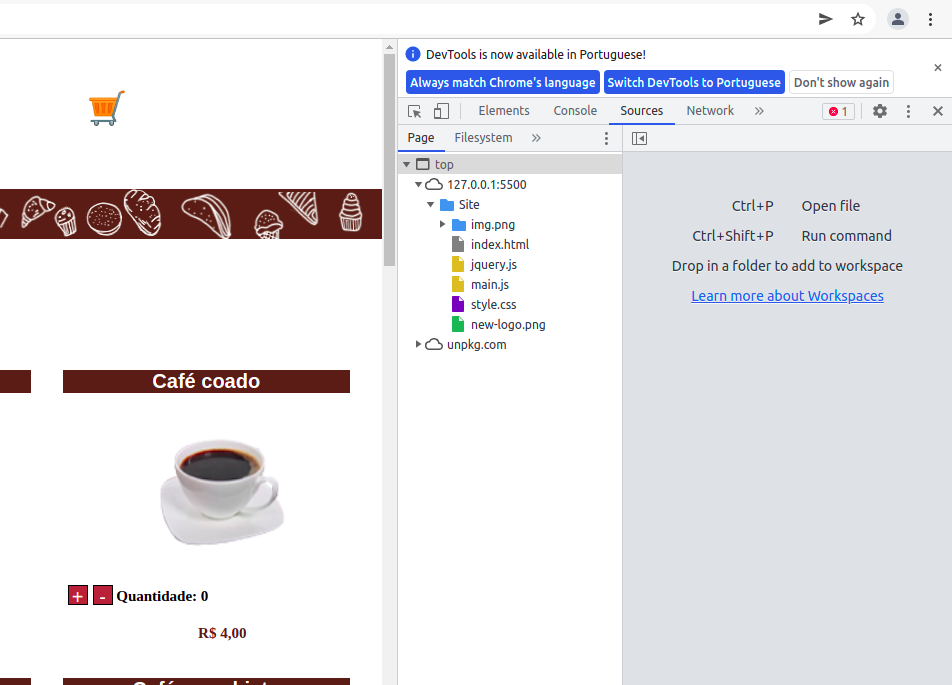 DevTools is now available in Portuguese!
Always match Chrome's language Switch DevTools to Portuguese Don't show again
Elements Console Sources Network 1
Page Filesystem
top
127.0.0.1:5500
Site
img.png
index.html
jquery.js
main.js
style.css
new-logo.png
unpkg.com
Ctrl+P Open file
Ctrl+Shift+P Run command
Drop in a folder to add to workspace
Learn more about Workspaces
Café coado
+ - Quantidade: 0
R$ 4,00